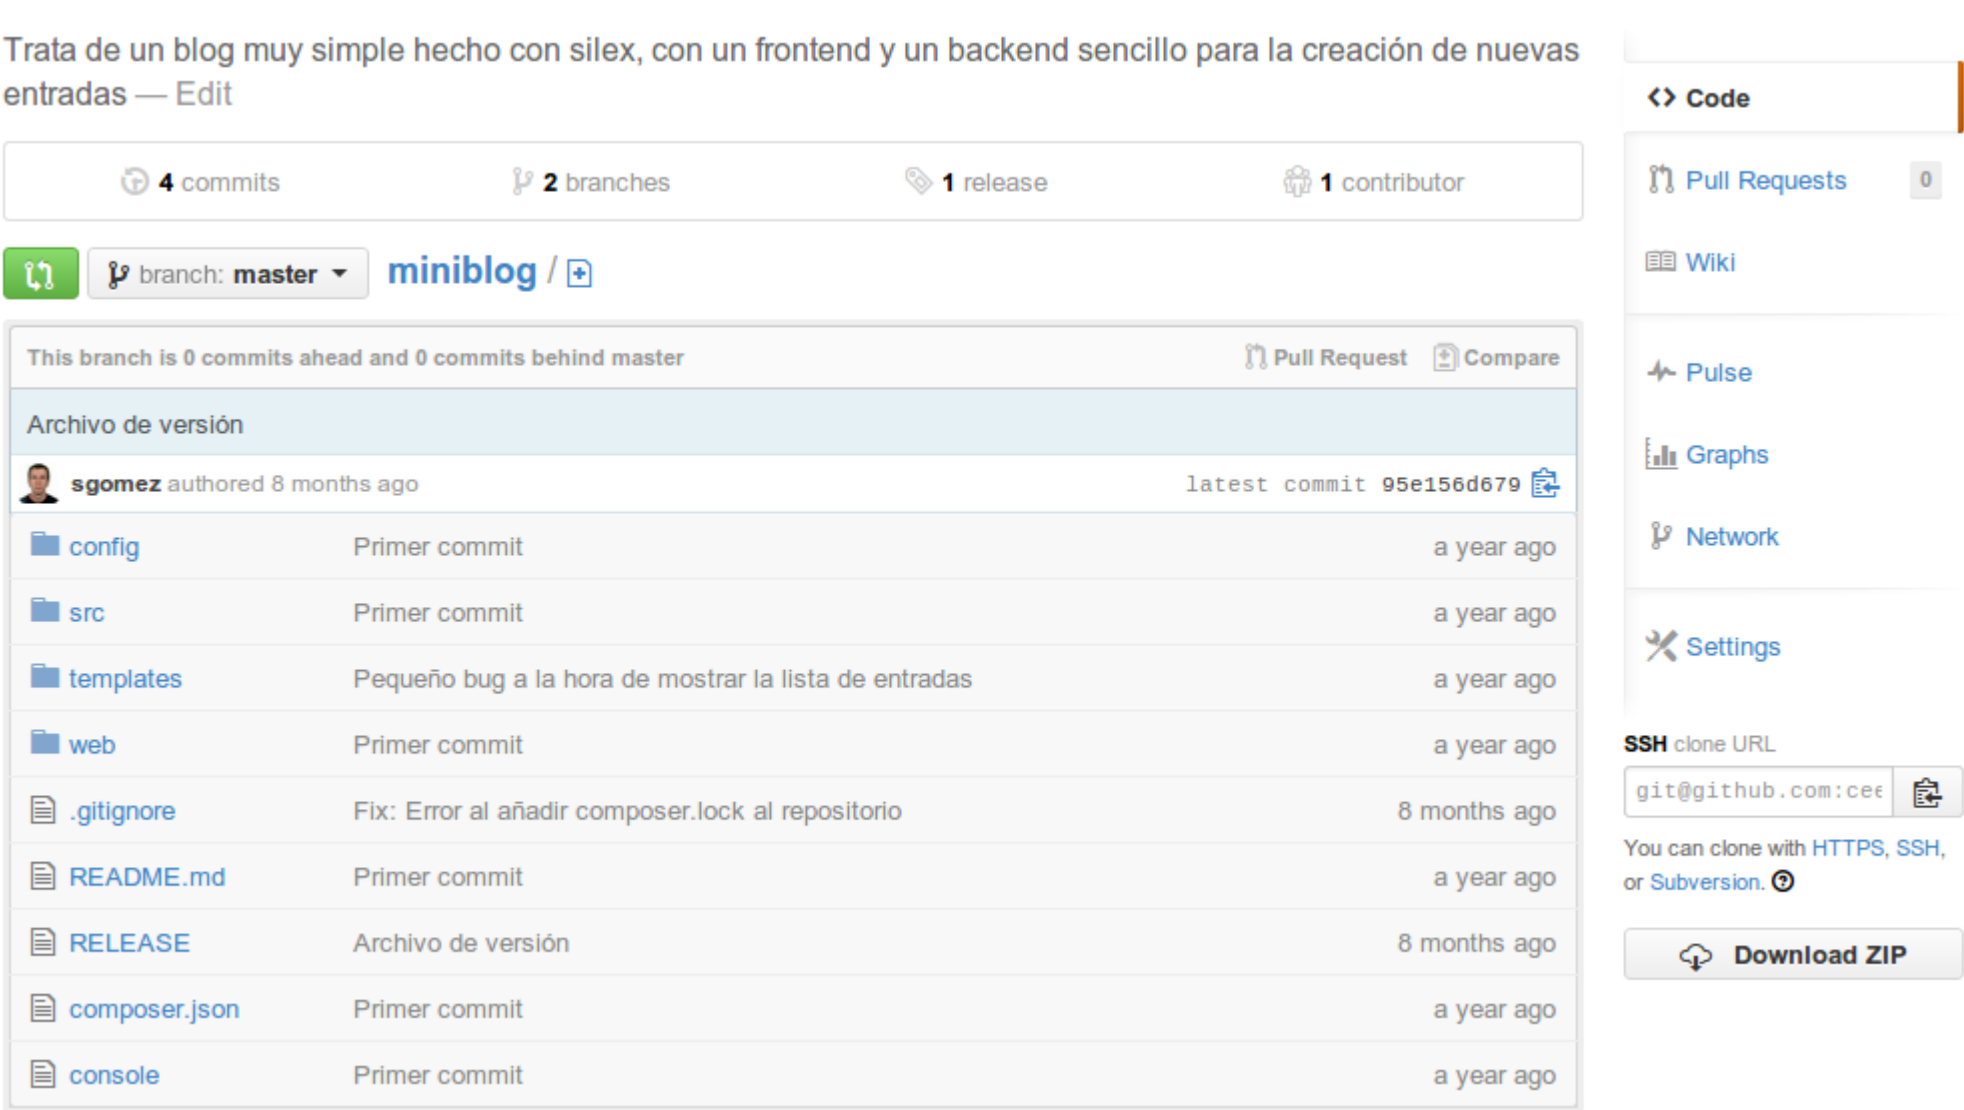 Trata de un blog muy simple hecho con silex, con un frontend y un backend sencillo para la creación de nuevas
entradas — Edit
4 commits 2 branches 1 release 1 contributor
branch: master miniblog /
This branch is 0 commits ahead and 0 commits behind master Pull Request Compare
Archivo de versión
sgomez authored 8 months ago latest commit 95e156d679
config Primer commit a year ago
src Primer commit a year ago
templates Pequeño bug a la hora de mostrar la lista de entradas a year ago
web Primer commit a year ago
.gitignore Fix: Error al añadir composer.lock al repositorio 8 months ago
README.md Primer commit a year ago
RELEASE Archivo de versión 8 months ago
composer.json Primer commit a year ago
console Primer commit a year ago
Code
Pull Requests 0
Wiki
Pulse
Graphs
Network
Settings
SSH clone URL
git@github.com:cee
You can clone with HTTPS, SSH,
or Subversion.
Download ZIP